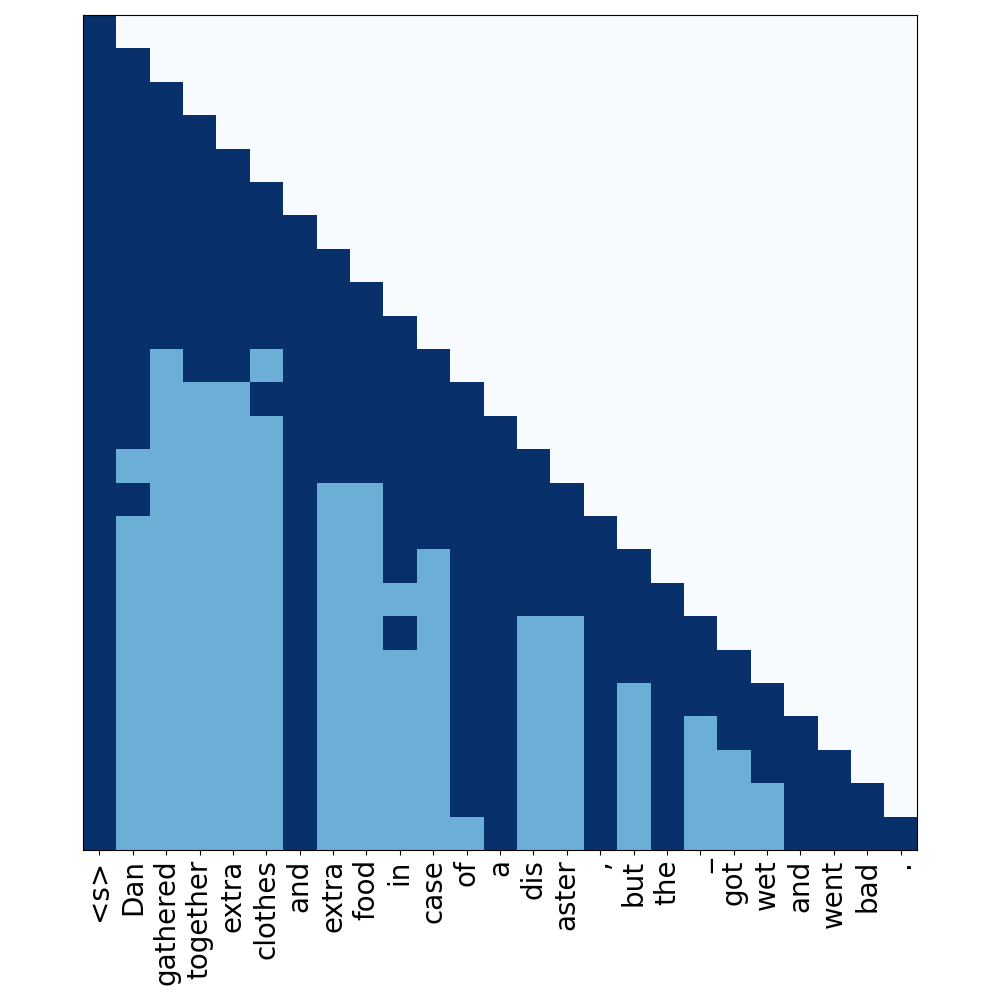 <s>
Dan
gathered
together
extra
clothes
and
extra
food
in
case
of
a
dis
aster
,
but
the
_
got
wet
and
went
bad
.